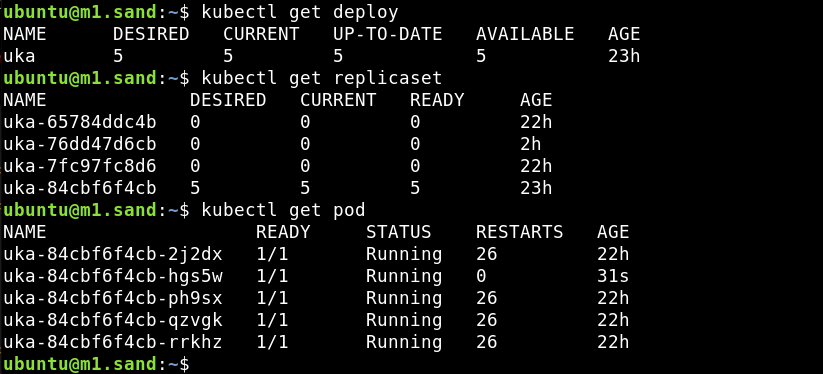 ubuntu@m1.sand:~$ kubectl get deploy
NAME DESIRED CURRENT UP-TO-DATE AVAILABLE AGE
uka 5 5 5 5 23h
ubuntu@m1.sand:~$ kubectl get replicaset
NAME DESIRED CURRENT READY AGE
uka-65784ddc4b 0 0 0 22h
uka-76dd47d6cb 0 0 0 2h
uka-7fc97fc8d6 0 0 0 22h
uka-84cbf6f4cb 5 5 5 23h
ubuntu@m1.sand:~$ kubectl get pod
NAME READY STATUS RESTARTS AGE
uka-84cbf6f4cb-2j2dx 1/1 Running 26 22h
uka-84cbf6f4cb-hgs5w 1/1 Running 0 31s
uka-84cbf6f4cb-ph9sx 1/1 Running 26 22h
uka-84cbf6f4cb-qzvgk 1/1 Running 26 22h
uka-84cbf6f4cb-rrkhz 1/1 Running 26 22h
ubuntu@m1.sand:~$